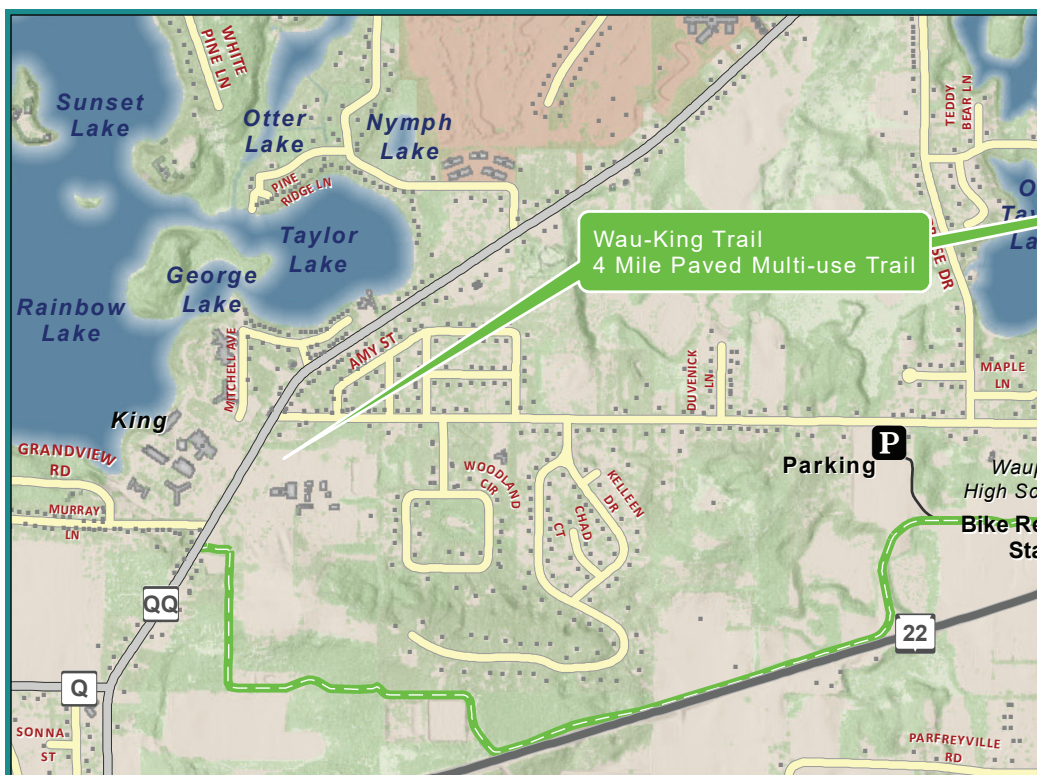 WHITE
PINE LN
Sunset
Lake
Otter
Lake
Nymph
Lake
TEDDY
BEAR LN
PINE
RIDGE LN
Wau-King Trail
4 Mile Paved Multi-use Trail
DR
Taylor
Lake
George
Lake
Rainbow
Lake
MITCHELL AVE
AMY ST
DUVENICK
LN
MAPLE
LN
King
GRANDVIEW
RD
P
Parking
WOODLAND
CIR
KELLEEN
DR
CHAD
CT
High
MURRAY
LN
Bike
QQ
22
Q
SONNA
ST
PARFREYVILLE
RD